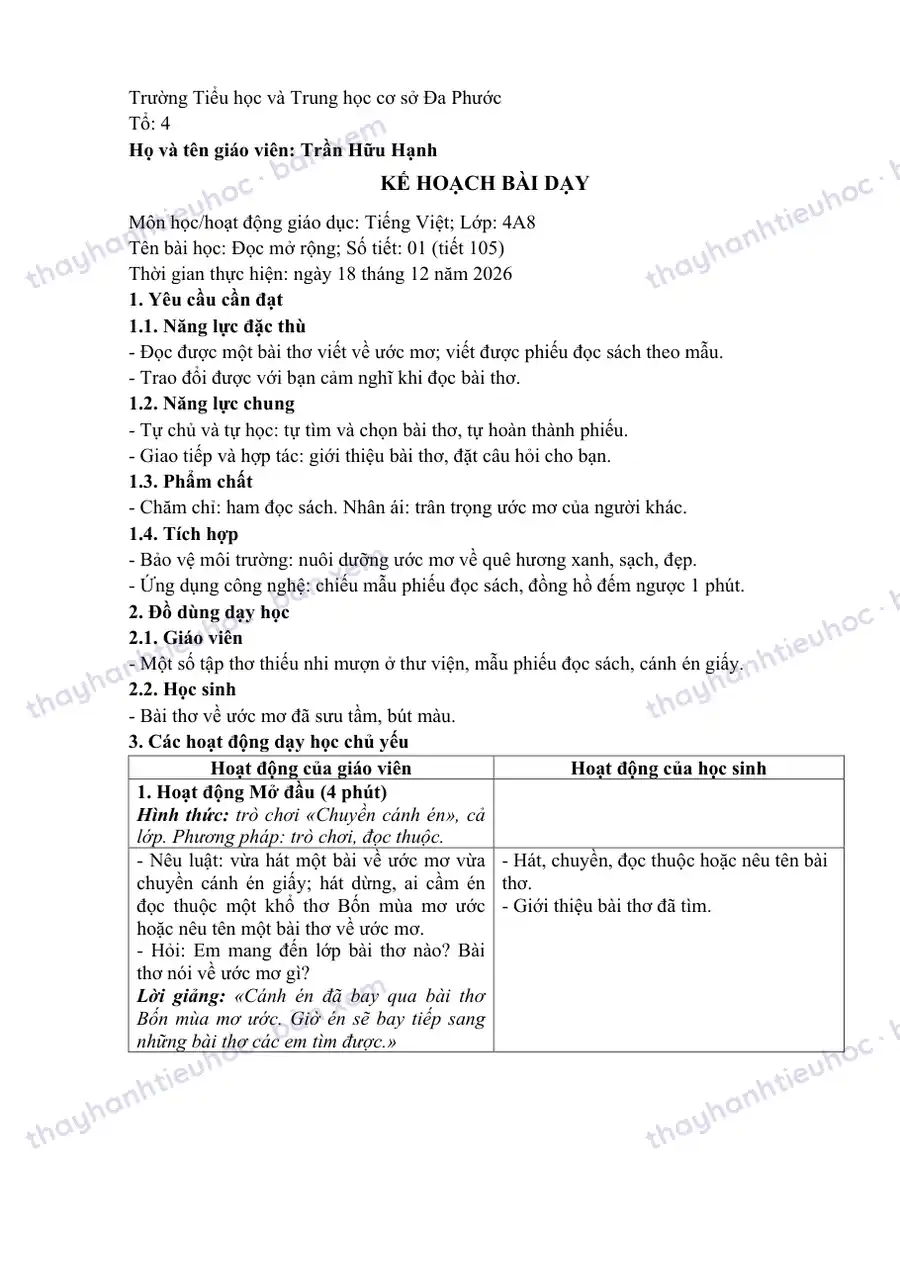 Trường Tiểu học và Trung học cơ sở Đa Phước
Tổ: 4
Họ và tên giáo viên: Trần Hữu Hạnh
KẾ HOẠCH BÀI DẠY
Môn học/hoạt động giáo dục: Tiếng Việt; Lớp: 4A8
Tên bài học: Đọc mở rộng; Số tiết: 01 (tiết 105)
Thời gian thực hiện: ngày 18 tháng 12 năm 2026
1. Yêu cầu cần đạt
1.1. Năng lực đặc thù
- Đọc được một bài thơ viết về ước mơ; viết được phiếu đọc sách theo mẫu.
- Trao đổi được với bạn cảm nghĩ khi đọc bài thơ.
1.2. Năng lực chung
- Tự chủ và tự học: tự tìm và chọn bài thơ, tự hoàn thành phiếu.
- Giao tiếp và hợp tác: giới thiệu bài thơ, đặt câu hỏi cho bạn.
1.3. Phẩm chất
- Chăm chỉ: ham đọc sách. Nhân ái: trân trọng ước mơ của người khác.
1.4. Tích hợp
- Bảo vệ môi trường: nuôi dưỡng ước mơ về quê hương xanh, sạch, đẹp.
- Ứng dụng công nghệ: chiếu mẫu phiếu đọc sách, đồng hồ đếm ngược 1 phút.
2. Đồ dùng dạy học
2.1. Giáo viên
- Một số tập thơ thiếu nhi mượn ở thư viện, mẫu phiếu đọc sách, cánh én giấy.
2.2. Học sinh
- Bài thơ về ước mơ đã sưu tầm, bút màu.
3. Các hoạt động dạy học chủ yếu
Hoạt động của giáo viên
Hoạt động của học sinh
1. Hoạt động Mở đầu (4 phút)
Hình thức: trò chơi «Chuyền cánh én», cả
lớp. Phương pháp: trò chơi, đọc thuộc.
- Nêu luật: vừa hát một bài về ước mơ vừa
chuyền cánh én giấy; hát dừng, ai cầm én
đọc thuộc một khổ thơ Bốn mùa mơ ước
hoặc nêu tên một bài thơ về ước mơ.
- Hỏi: Em mang đến lớp bài thơ nào? Bài
thơ nói về ước mơ gì?
Lời giảng: «Cánh én đã bay qua bài thơ
Bốn mùa mơ ước. Giờ én sẽ bay tiếp sang
những bài thơ các em tìm được.»
- Hát, chuyền, đọc thuộc hoặc nêu tên bài
thơ.
- Giới thiệu bài thơ đã tìm.
thayhanhtieuhoc · bản xem
thayhanhtieuhoc · b
thayhanhtieuhoc · bản xem
thayhanhtieuhoc · b
thayhanhtieuhoc · bản xem
thayhanhtieuhoc · b